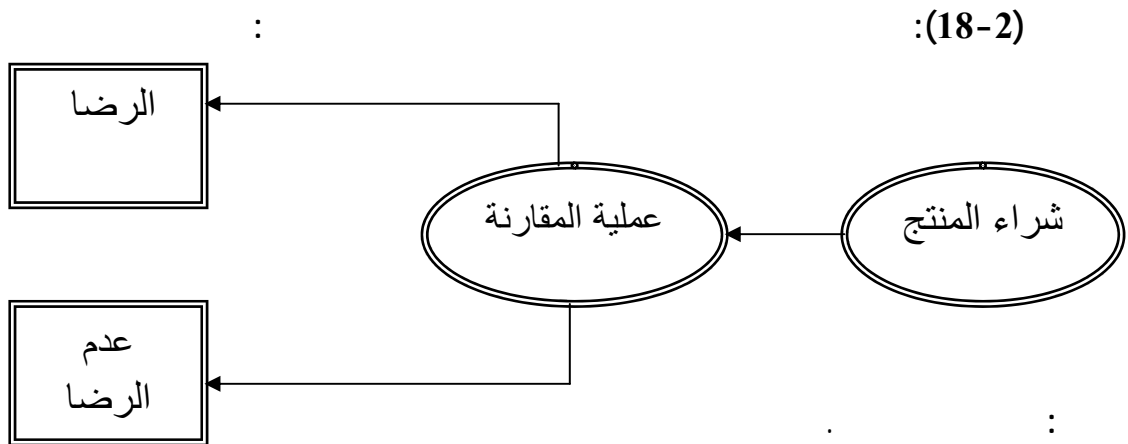 (18-2): :
الرضا
شراء المنتج
عملية المقارنة
عدم
الرضا
: .